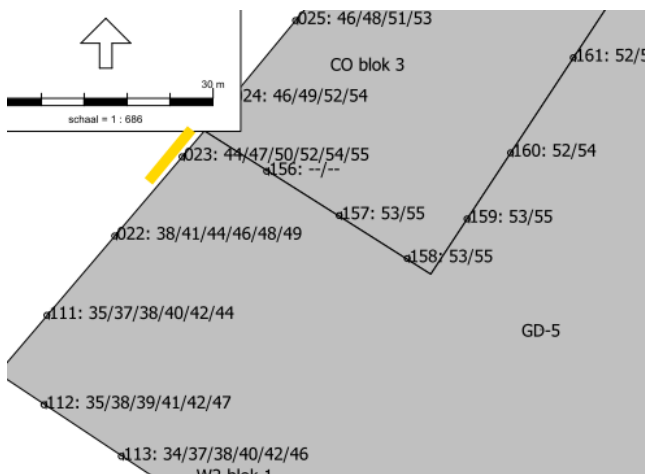 025: 46/48/51/53
CO blok 3
161: 52/5
30 m
24: 46/49/52/54
schaal = 1 : 686
023: 44/47/50/52/54/55
160: 52/54
156: --/--
157: 53/55
159: 53/55
022: 38/41/44/46/48/49
158: 53/55
111: 35/37/38/40/42/44
GD-5
112: 35/38/39/41/42/47
113: 34/37/38/40/42/46
W2 blok 1